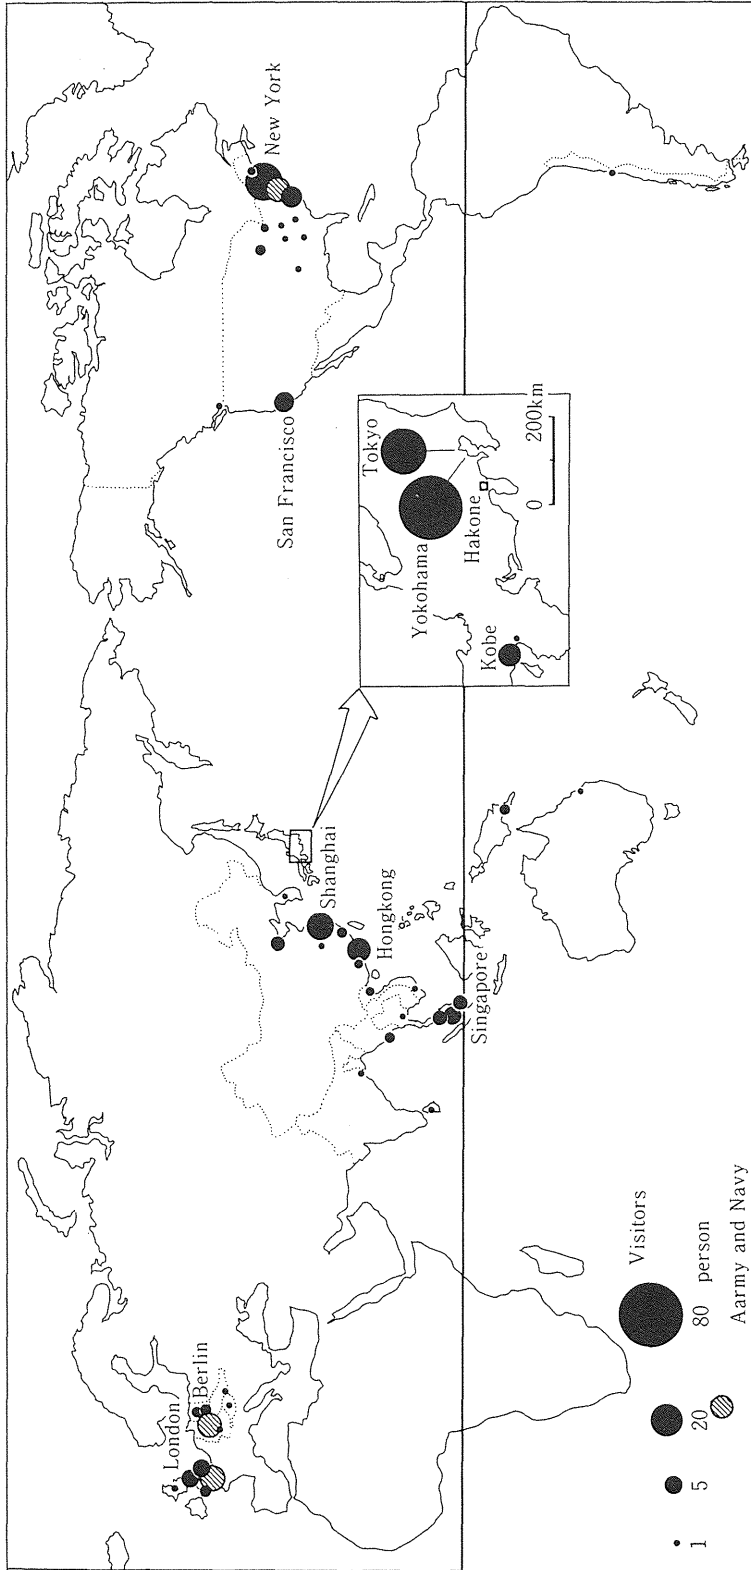 London
Berlin
Shanghai
Hongkong
Singapore
San Francisco
New York
Tokyo
Yokohama
Hakone
Kobe
0 200km
Visitors
1 5 20 80 person
Aarmy and Navy